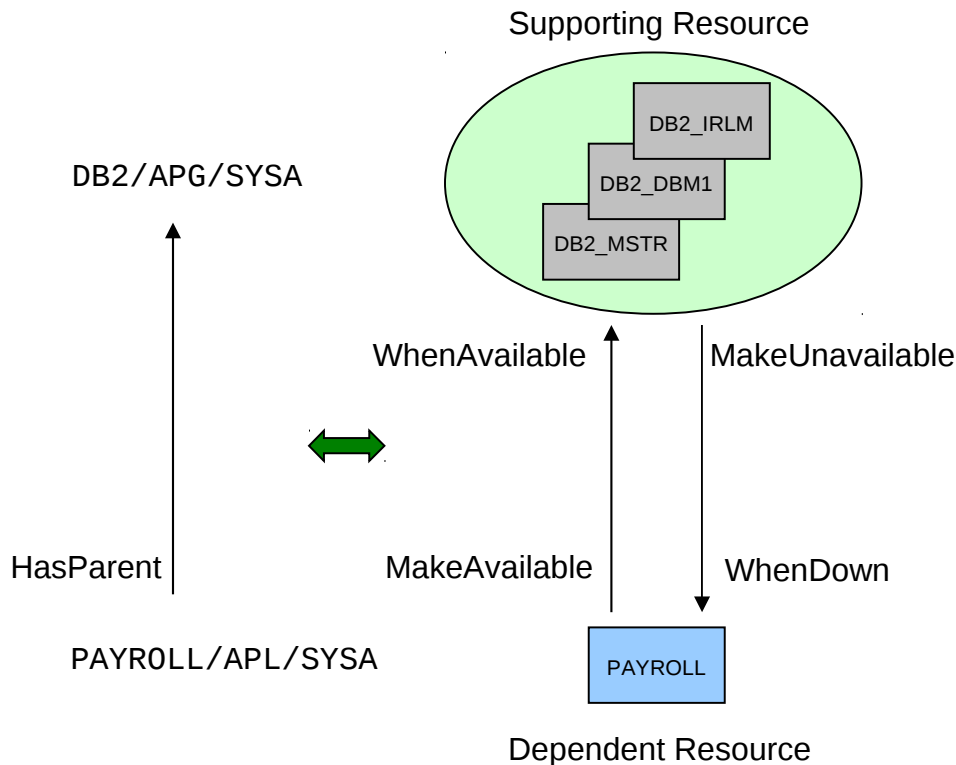 Supporting Resource
DB2_IRLM
DB2/APG/SYSA
DB2_DBM1
DB2_MSTR
WhenAvailable
MakeUnavailable
HasParent
MakeAvailable
WhenDown
PAYROLL/APL/SYSA
PAYROLL
Dependent Resource